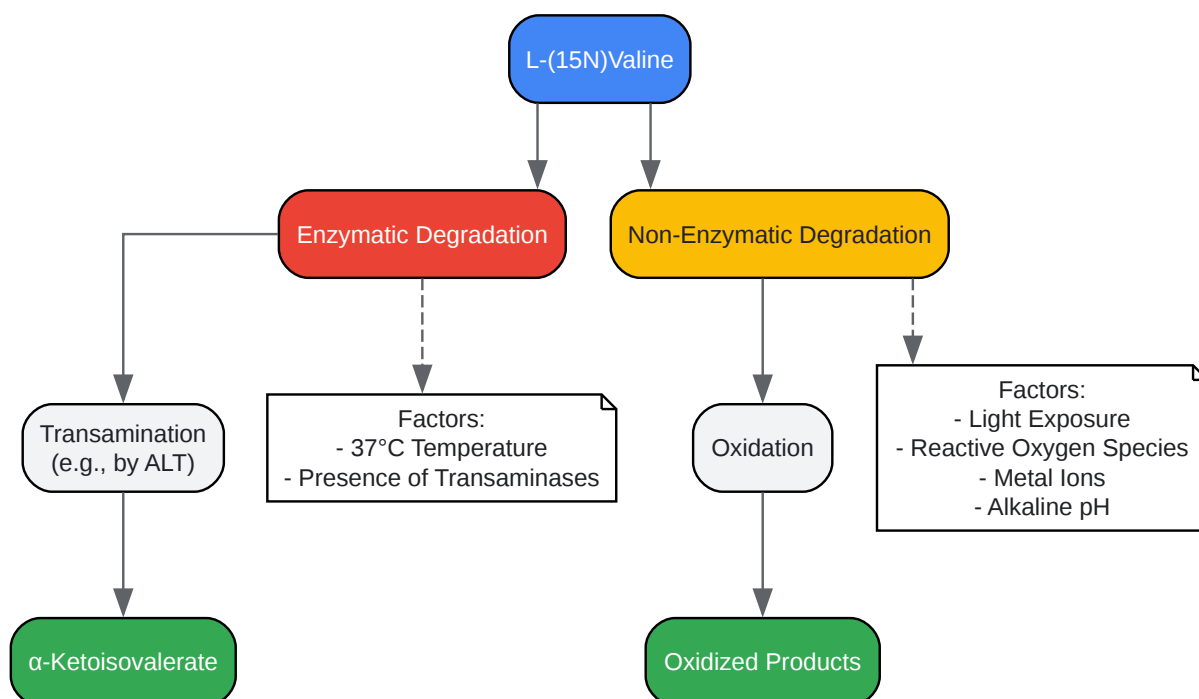 L-(15N)Valine
Enzymatic Degradation
Non-Enzymatic Degradation
Transamination
(e.g., by ALT)
Factors:
- 37°C Temperature
- Presence of Transaminases
Oxidation
Factors:
- Light Exposure
- Reactive Oxygen Species
- Metal Ions
- Alkaline pH
α-Ketoisovalerate
Oxidized Products